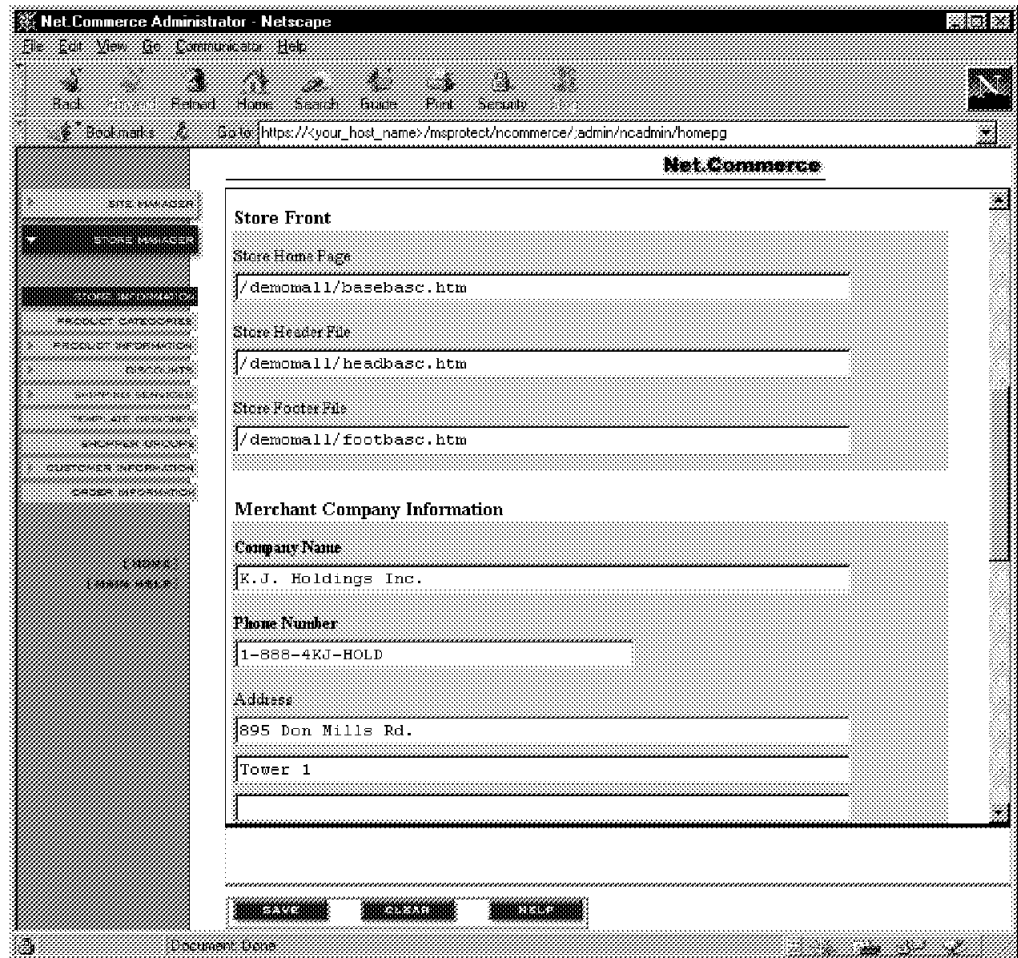 Net.Commerce Administrator - Netscape
File Edit View Go Communicator Help
Back Forward Reload Home Search Guide Print Security
Bookmarks Go to: https://<your_host_name>/msprotect/ncommerce/;admin/ncadmin/homepg
Net.Commerce
SITE MANAGER
STORE MANAGER
STORE INFORMATION
PRODUCT CATEGORIES
PRODUCT INFORMATION
DISCOUNTS
SHIPPING SERVICES
TEMPLATE DESIGNER
SHOPPER GROUPS
CUSTOMER INFORMATION
ORDER INFORMATION
[ HOME ]
[ MAIN HELP ]
Store Front
Store Home Page
/demomall/basebasc.htm
Store Header File
/demomall/headbasc.htm
Store Footer File
/demomall/footbasc.htm
Merchant Company Information
Company Name
K.J. Holdings Inc.
Phone Number
1-888-4KJ-HOLD
Address
895 Don Mills Rd.
Tower 1
SAVE CLEAR HELP
Document: Done